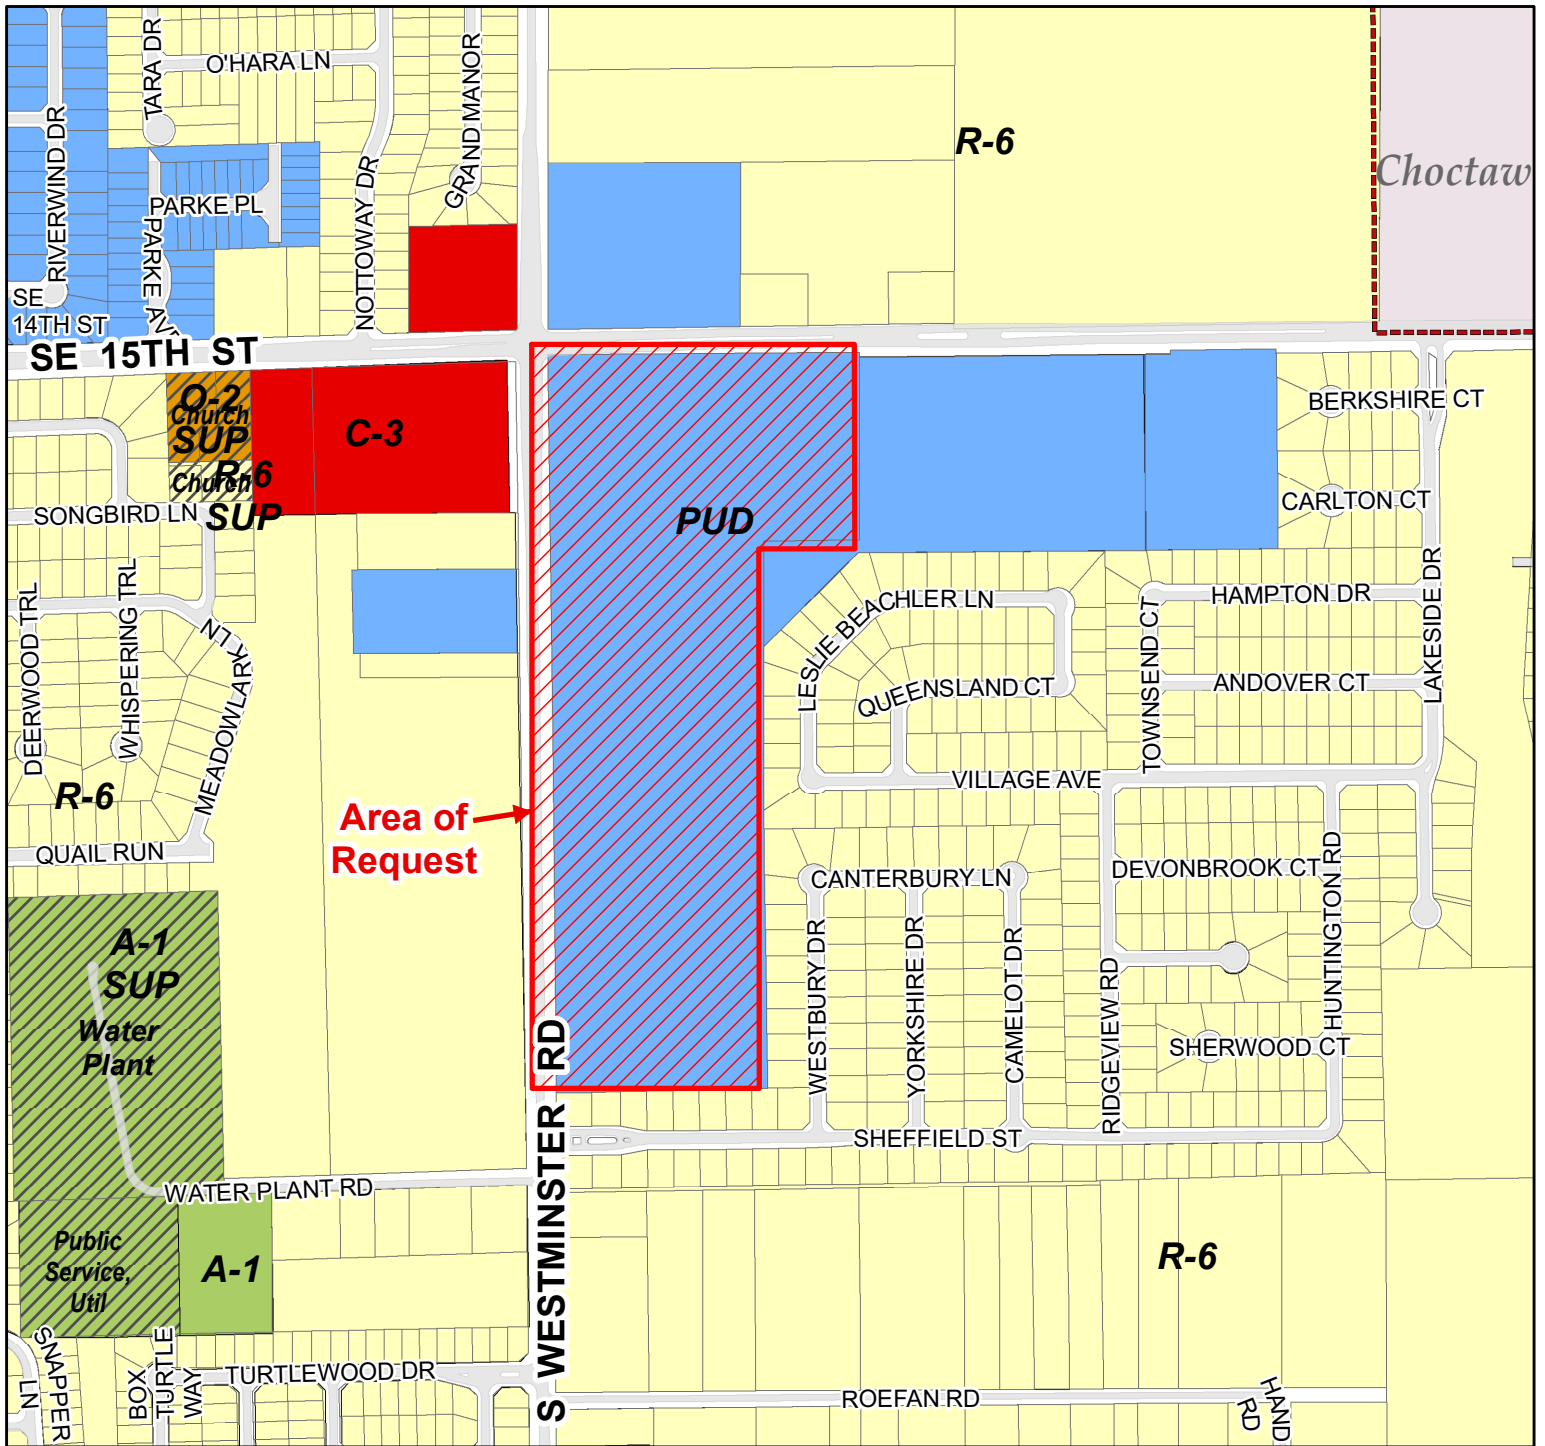 TARA DR
O'HARA LN
GRAND MANOR
R-6
Choctaw
RIVERWIND DR
NOTTOWAY DR
PARKE PL
PARKE AVE
SE
14TH ST
SE 15TH ST
O-2
Church
SUP
R-6
Church
SUP
C-3
SONGBIRD LN
BERKSHIRE CT
CARLTON CT
PUD
DEERWOOD TRL
WHISPERING TRL
MEADOWLARK LN
LESLIE BEACHLER LN
QUEENSLAND CT
TOWNSEND CT
HAMPTON DR
ANDOVER CT
LAKESIDE DR
VILLAGE AVE
R-6
QUAIL RUN
Area of
Request
CANTERBURY LN
DEVONBROOK CT
HUNTINGTON RD
WESTBURY DR
YORKSHIRE DR
CAMELOT DR
RIDGEVIEW RD
SHERWOOD CT
A-1
SUP
Water
Plant
SHEFFIELD ST
WATER PLANT RD
S WESTMINSTER RD
Public
Service,
Util
A-1
R-6
SNAPPER
LN
BOX
TURTLE
WAY
TURTLEWOOD DR
ROEFAN RD
HAND
RD